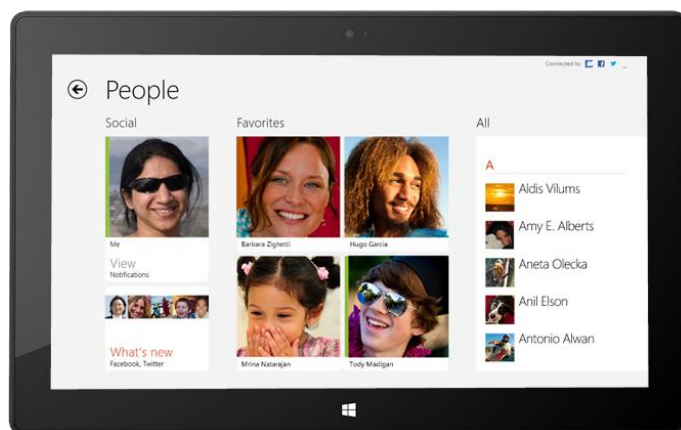 Connected to
People
Social
Favorites
All
Me
View
Notifications
What's new
Facebook, Twitter
Barbara Zighetti
Hugo Garcia
Mrina Natarajan
Tody Madigan
A
Aldis Vilums
Amy E. Alberts
Aneta Olecka
Anil Elson
Antonio Alwan